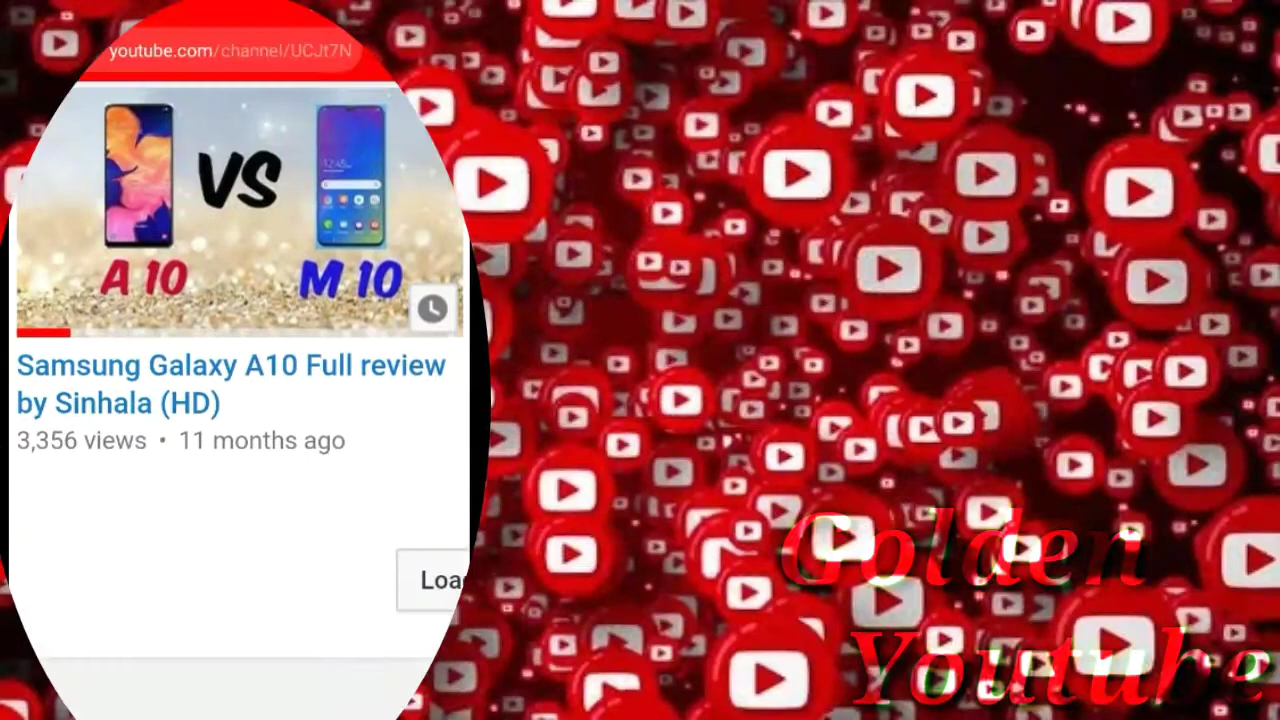 youtube.com/channel/UCJt7N
VS
A 10
M 10
Samsung Galaxy A10 Full review
by Sinhala (HD)
3,356 views • 11 months ago
Golden
Youtube